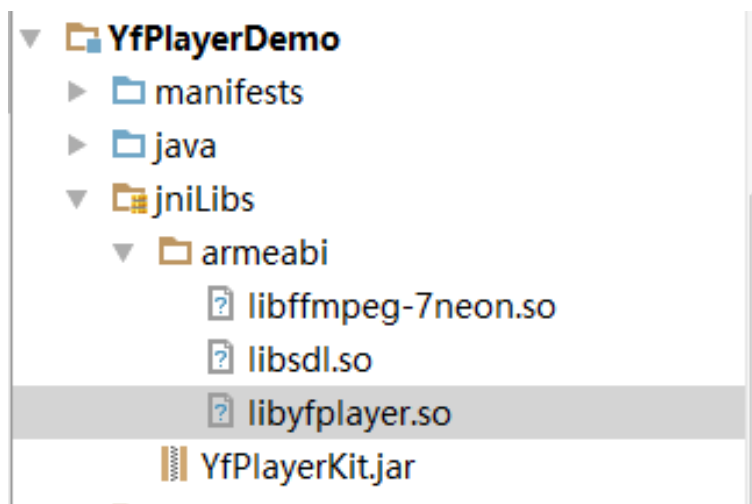 YfPlayerDemo
manifests
java
jniLibs
armeabi
libffmpeg-7neon.so
libsdl.so
libyfplayer.so
YfPlayerKit.jar